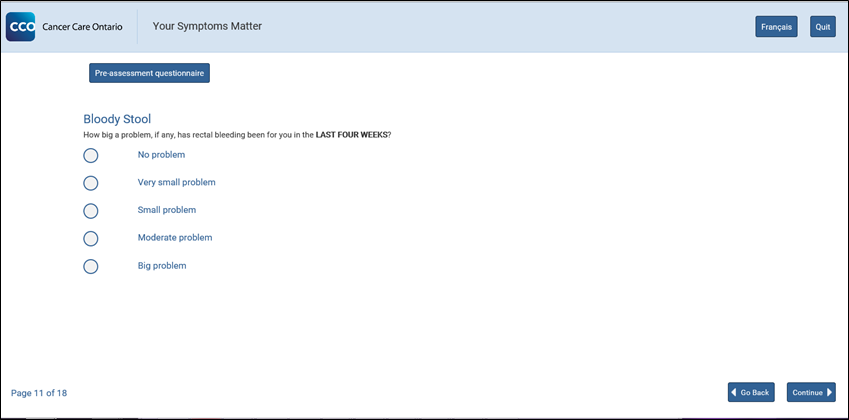 CCO Cancer Care Ontario Your Symptoms Matter Français Quit
Pre-assessment questionnaire
Bloody Stool
How big a problem, if any, has rectal bleeding been for you in the LAST FOUR WEEKS?
No problem
Very small problem
Small problem
Moderate problem
Big problem
Page 11 of 18 Go Back Continue